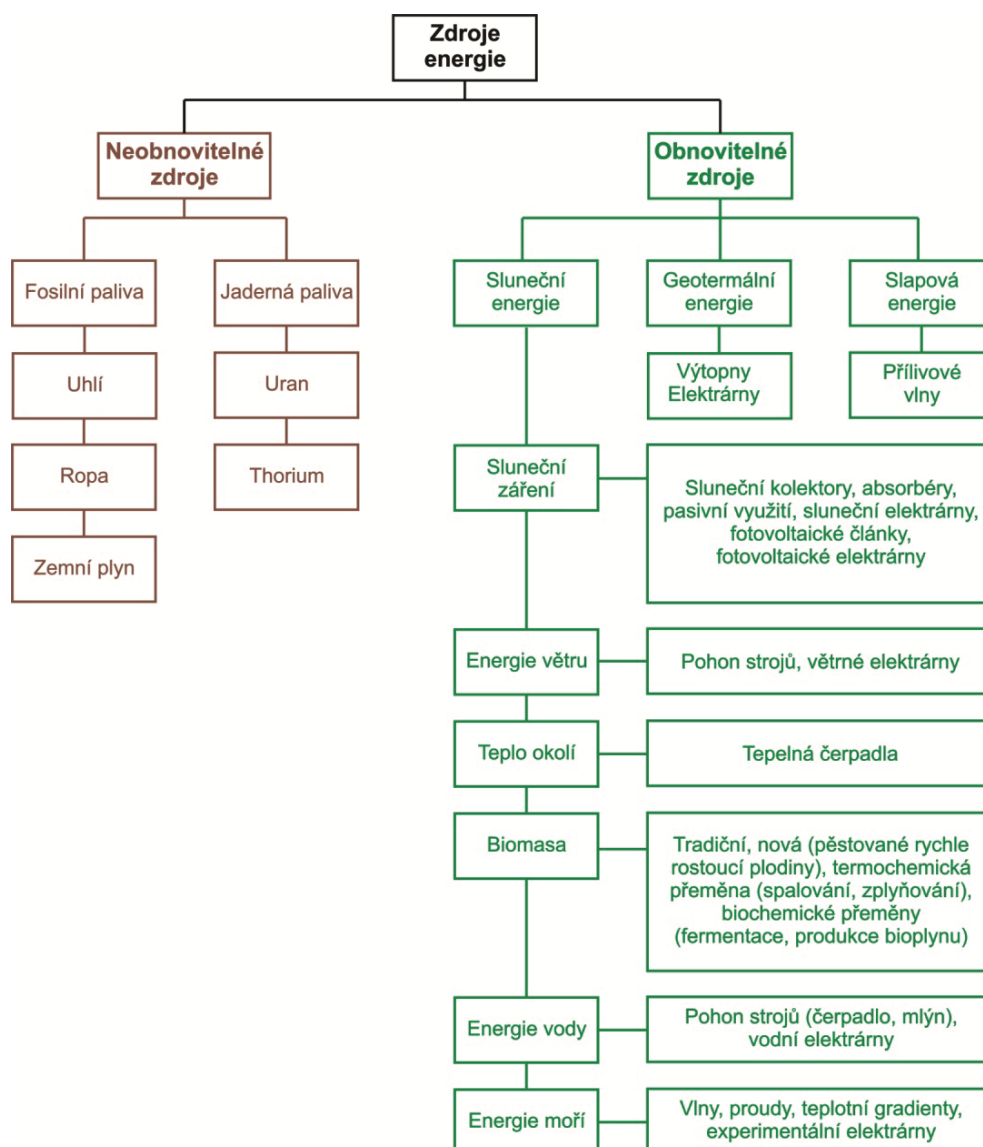 Zdroje
energie
Neobnovitelné
zdroje
Obnovitelné
zdroje
Fosilní paliva
Jaderná paliva
Sluneční
energie
Geotermální
energie
Slapová
energie
Uhlí
Uran
Výtopny
Elektrárny
Přílivové
vlny
Ropa
Thorium
Sluneční
záření
Sluneční kolektory, absorbéry,
pasivní využití, sluneční elektrárny,
fotovoltaické články,
fotovoltaické elektrárny
Zemní plyn
Energie větru
Pohon strojů, větrné elektrárny
Teplo okolí
Tepelná čerpadla
Biomasa
Tradiční, nová (pěstované rychle
rostoucí plodiny), termochemická
přeměna (spalování, zplyňování),
biochemické přeměny
(fermentace, produkce bioplynu)
Energie vody
Pohon strojů (čerpadlo, mlýn),
vodní elektrárny
Energie moří
Vlny, proudy, teplotní gradienty,
experimentální elektrárny